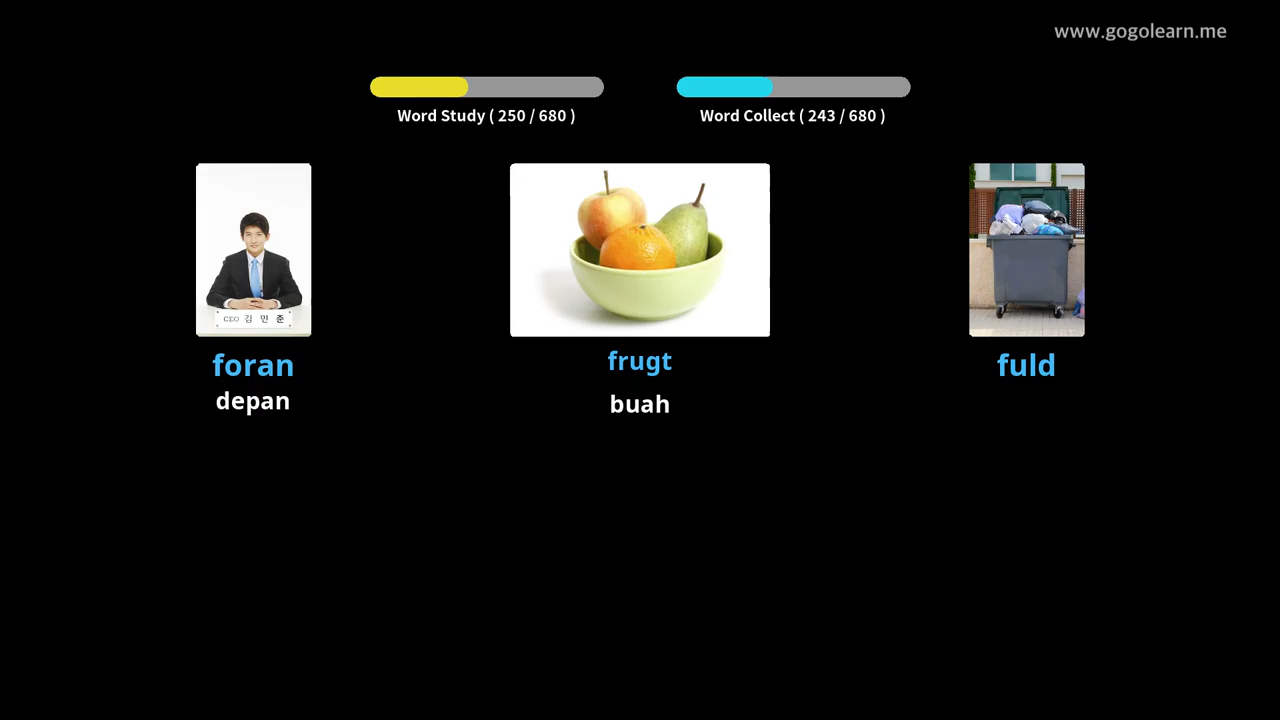 www.gogolearn.me
Word Study ( 250 / 680 )
Word Collect ( 243 / 680 )
CEO 김 민 준
foran
depan
frugt
buah
fuld